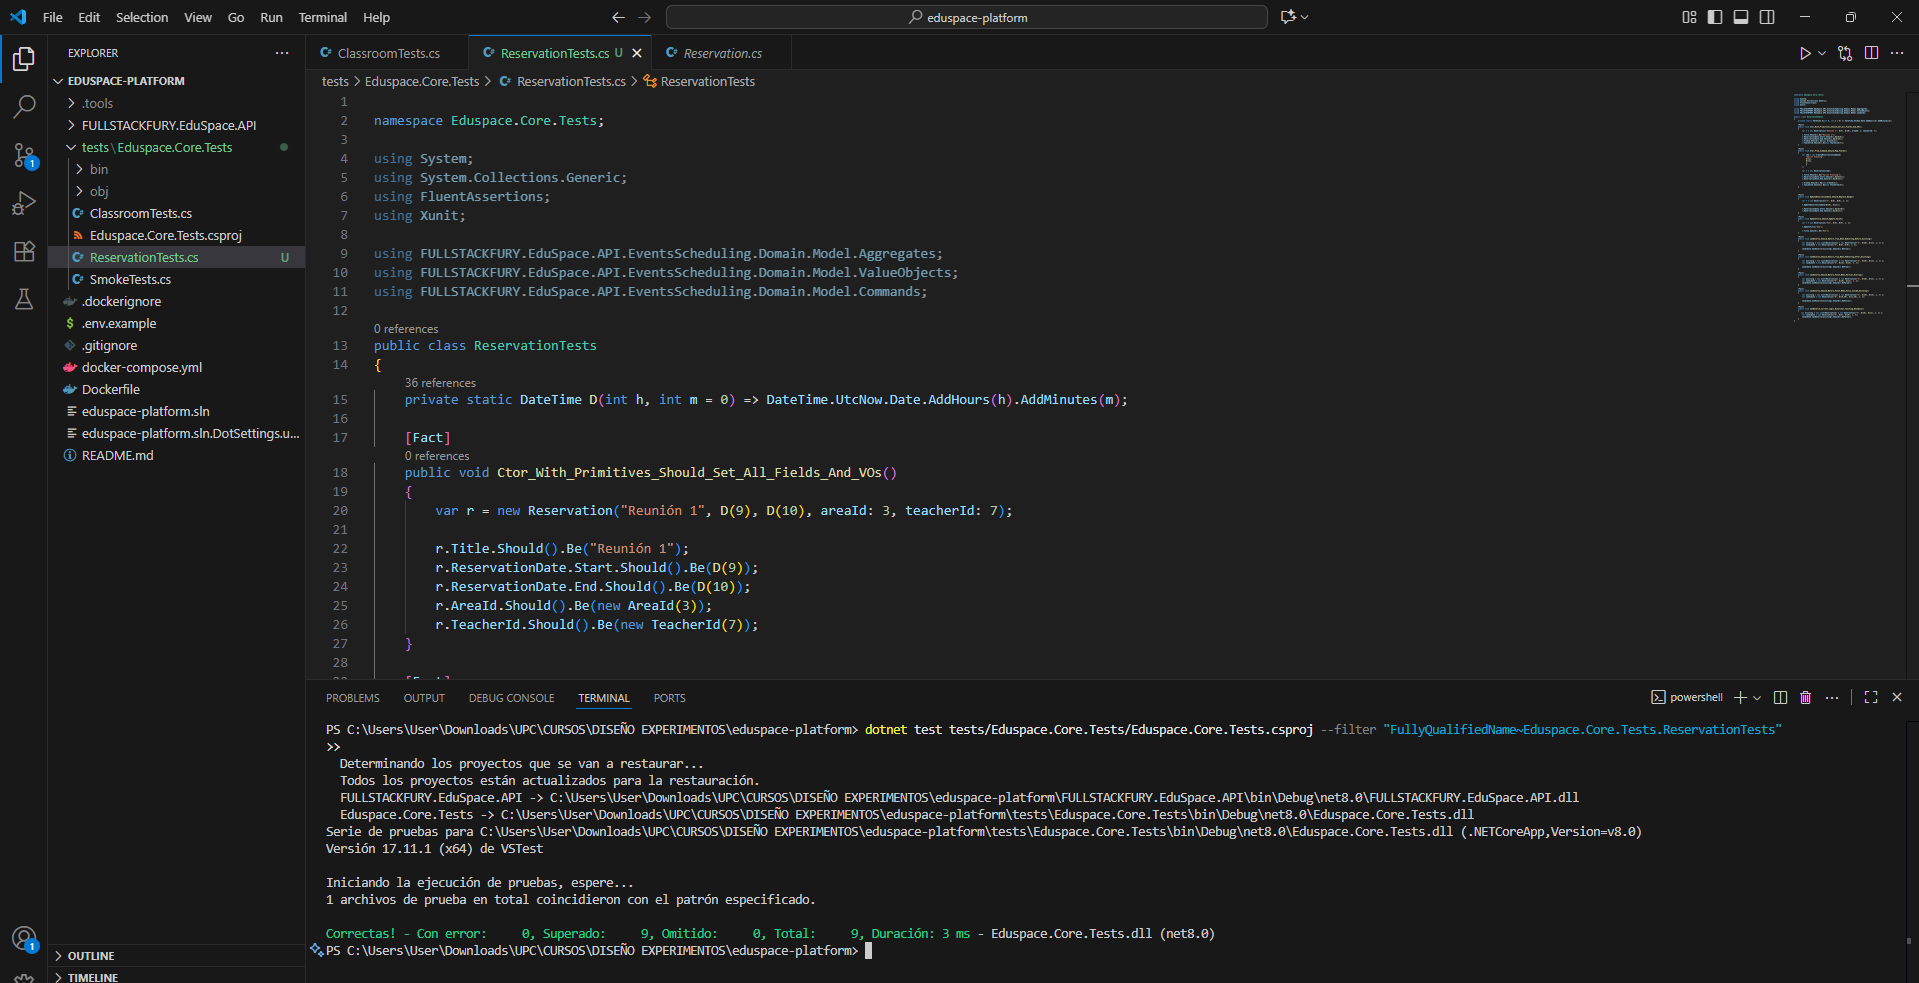 File Edit Selection View Go Run Terminal Help
eduspace-platform
EXPLORER
EDUSPACE-PLATFORM
.tools
FULLSTACKFURY.EduSpace.API
tests\Eduspace.Core.Tests
bin
obj
ClassroomTests.cs
Eduspace.Core.Tests.csproj
ReservationTests.cs U
SmokeTests.cs
.dockerignore
.env.example
.gitignore
docker-compose.yml
Dockerfile
eduspace-platform.sln
eduspace-platform.sln.DotSettings.u...
README.md
OUTLINE
TIMELINE
1
1
ClassroomTests.cs ReservationTests.cs U Reservation.cs
tests > Eduspace.Core.Tests > ReservationTests.cs > ReservationTests
1
2 namespace Eduspace.Core.Tests;
3
4 using System;
5 using System.Collections.Generic;
6 using FluentAssertions;
7 using Xunit;
8
9 using FULLSTACKFURY.EduSpace.API.EventsScheduling.Domain.Model.Aggregates;
10 using FULLSTACKFURY.EduSpace.API.EventsScheduling.Domain.Model.ValueObjects;
11 using FULLSTACKFURY.EduSpace.API.EventsScheduling.Domain.Model.Commands;
12
0 references
13 public class ReservationTests
14 {
36 references
15 private static DateTime D(int h, int m = 0) => DateTime.UtcNow.Date.AddHours(h).AddMinutes(m);
16
17 [Fact]
0 references
18 public void Ctor_With_Primitives_Should_Set_All_Fields_And_VOs()
19 {
20 var r = new Reservation("Reunión 1", D(9), D(10), areaId: 3, teacherId: 7);
21
22 r.Title.Should().Be("Reunión 1");
23 r.ReservationDate.Start.Should().Be(D(9));
24 r.ReservationDate.End.Should().Be(D(10));
25 r.AreaId.Should().Be(new AreaId(3));
26 r.TeacherId.Should().Be(new TeacherId(7));
27 }
28
PROBLEMS OUTPUT DEBUG CONSOLE TERMINAL PORTS
powershell
PS C:\Users\User\Downloads\UPC\CURSOS\DISEÑO EXPERIMENTOS\eduspace-platform> dotnet test tests/Eduspace.Core.Tests/Eduspace.Core.Tests.csproj --filter "FullyQualifiedName~Eduspace.Core.Tests.ReservationTests"
>>
Determinando los proyectos que se van a restaurar...
Todos los proyectos están actualizados para la restauración.
FULLSTACKFURY.EduSpace.API -> C:\Users\User\Downloads\UPC\CURSOS\DISEÑO EXPERIMENTOS\eduspace-platform\FULLSTACKFURY.EduSpace.API\bin\Debug\net8.0\FULLSTACKFURY.EduSpace.API.dll
Eduspace.Core.Tests -> C:\Users\User\Downloads\UPC\CURSOS\DISEÑO EXPERIMENTOS\eduspace-platform\tests\Eduspace.Core.Tests\bin\Debug\net8.0\Eduspace.Core.Tests.dll
Serie de pruebas para C:\Users\User\Downloads\UPC\CURSOS\DISEÑO EXPERIMENTOS\eduspace-platform\tests\Eduspace.Core.Tests\bin\Debug\net8.0\Eduspace.Core.Tests.dll (.NETCoreApp,Version=v8.0)
Versión 17.11.1 (x64) de VSTest
Iniciando la ejecución de pruebas, espere...
1 archivos de prueba en total coincidieron con el patrón especificado.
Correctas! - Con error: 0, Superado: 9, Omitido: 0, Total: 9, Duración: 3 ms - Eduspace.Core.Tests.dll (net8.0)
PS C:\Users\User\Downloads\UPC\CURSOS\DISEÑO EXPERIMENTOS\eduspace-platform>